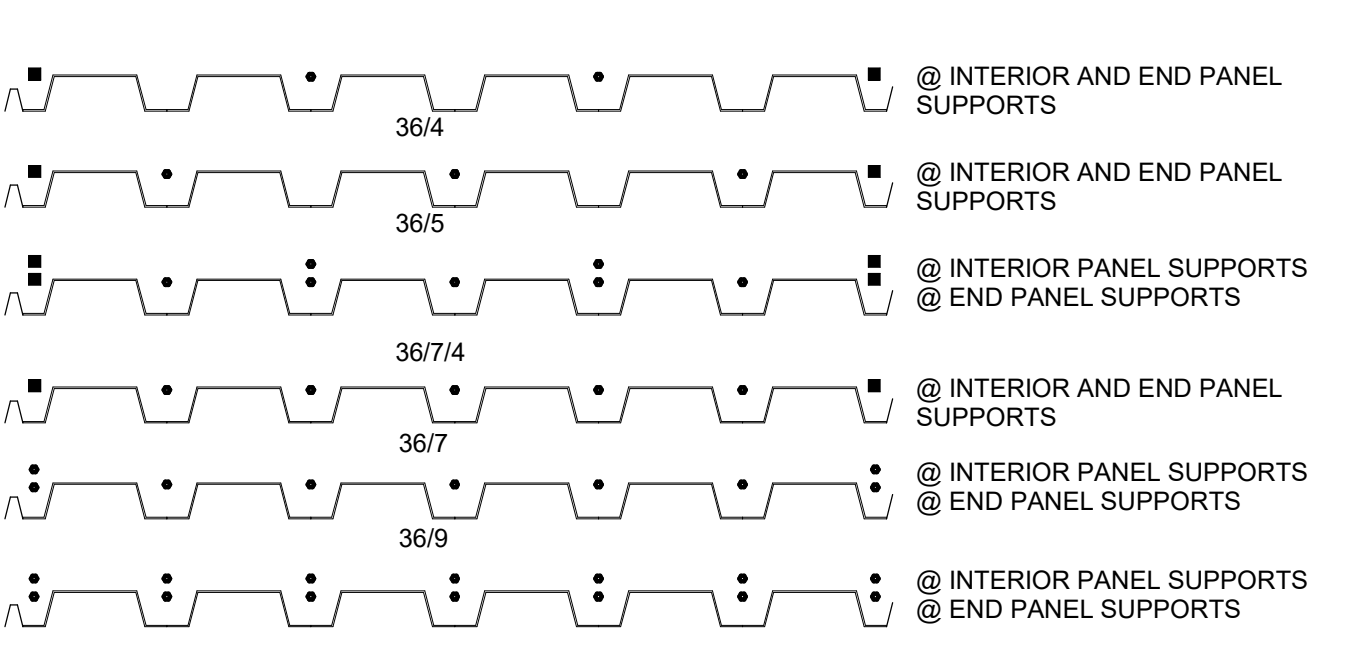 @ INTERIOR AND END PANEL
SUPPORTS
36/4
@ INTERIOR AND END PANEL
SUPPORTS
36/5
@ INTERIOR PANEL SUPPORTS
@ END PANEL SUPPORTS
36/7/4
@ INTERIOR AND END PANEL
SUPPORTS
36/7
@ INTERIOR PANEL SUPPORTS
@ END PANEL SUPPORTS
36/9
@ INTERIOR PANEL SUPPORTS
@ END PANEL SUPPORTS